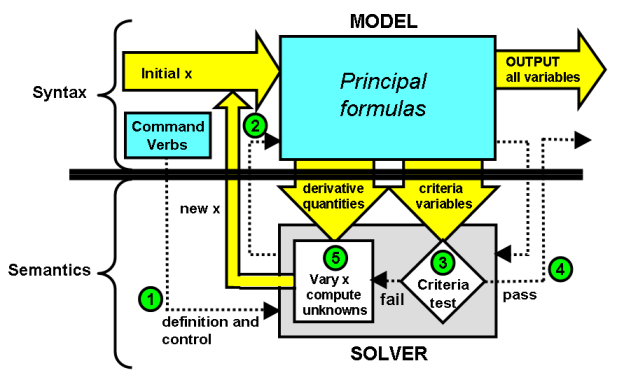 MODEL
Initial x
Principal
formulas
OUTPUT
all variables
Syntax
Command
Verbs
2
derivative
quantities
criteria
variables
new x
Semantics
5
3
4
1
Vary x
compute
unknowns
Criteria
test
fail
pass
definition and
control
SOLVER